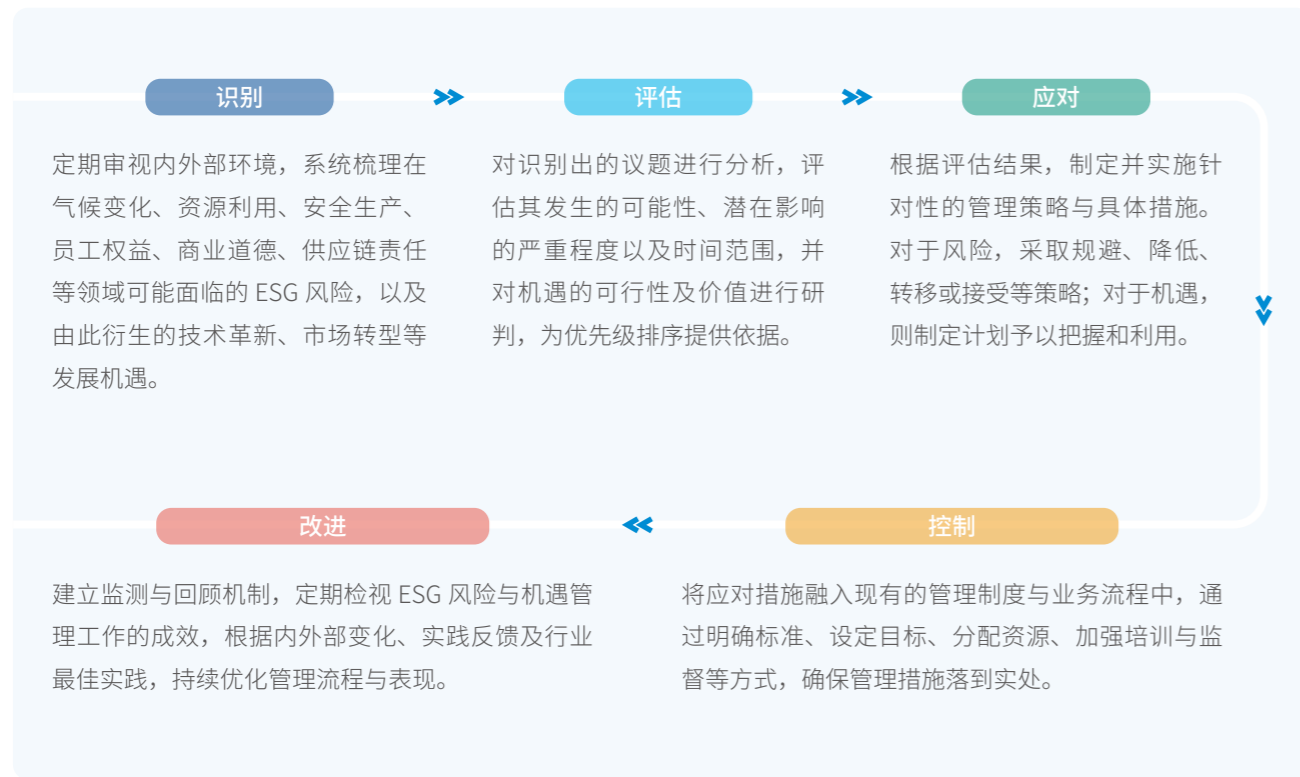 识别
定期审视内外部环境，系统梳理在
气候变化、资源利用、安全生产、
员工权益、商业道德、供应链责任
等领域可能面临的 ESG 风险，以及
由此衍生的技术革新、市场转型等
发展机遇。
评估
对识别出的议题进行分析，评
估其发生的可能性、潜在影响
的严重程度以及时间范围，并
对机遇的可行性及价值进行研
判，为优先级排序提供依据。
应对
根据评估结果，制定并实施针
对性的管理策略与具体措施。
对于风险，采取规避、降低、
转移或接受等策略；对于机遇，
则制定计划予以把握和利用。
控制
将应对措施融入现有的管理制度与业务流程中，通
过明确标准、设定目标、分配资源、加强培训与监
督等方式，确保管理措施落到实处。
改进
建立监测与回顾机制，定期检视 ESG 风险与机遇管
理工作的成效，根据内外部变化、实践反馈及行业
最佳实践，持续优化管理流程与表现。